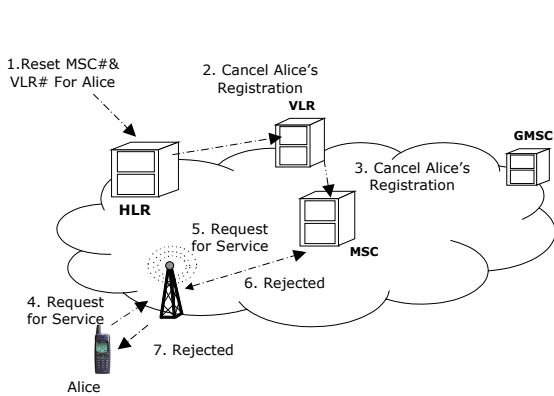 1.Reset MSC#&
VLR# For Alice
2. Cancel Alice's
Registration
VLR
GMSC
3. Cancel Alice's
Registration
HLR
5. Request
for Service
MSC
6. Rejected
4. Request
for Service
7. Rejected
Alice